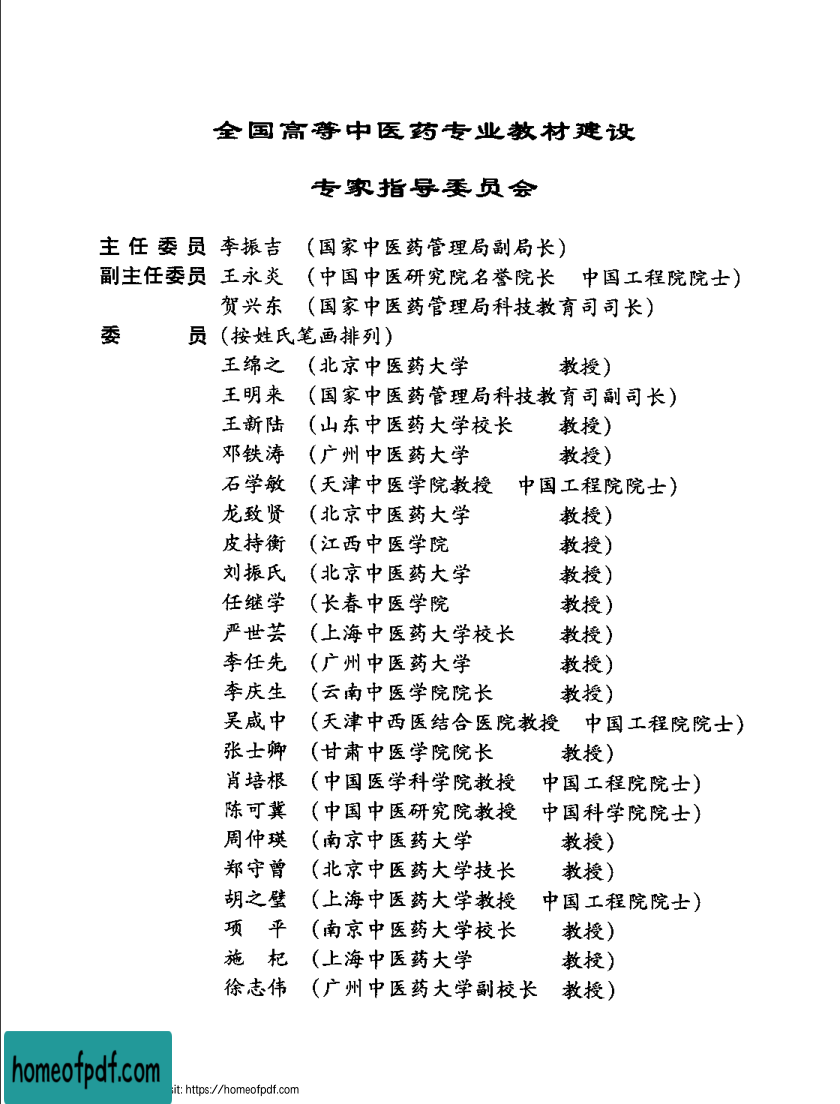 全国高等中医药专业教材建设
专家指导委员会
主任委员 李振吉 （国家中医药管理局副局长）
副主任委员 王永炎 （中国中医研究院名誉院长 中国工程院院士）
贺兴东 （国家中医药管理局科技教育司司长）
委 员 （按姓氏笔画排列）
王绵之 （北京中医药大学 教授）
王明来 （国家中医药管理局科技教育司副司长）
王新陆 （山东中医药大学校长 教授）
邓铁涛 （广州中医药大学 教授）
石学敏 （天津中医学院教授 中国工程院院士）
龙致贤 （北京中医药大学 教授）
皮持衡 （江西中医学院 教授）
刘振氏 （北京中医药大学 教授）
任继学 （长春中医学院 教授）
严世芸 （上海中医药大学校长 教授）
李任先 （广州中医药大学 教授）
李庆生 （云南中医学院院长 教授）
吴咸中 （天津中西医结合医院教授 中国工程院院士）
张士卿 （甘肃中医学院院长 教授）
肖培根 （中国医学科学院教授 中国工程院院士）
陈可冀 （中国中医研究院教授 中国科学院院士）
周仲瑛 （南京中医药大学 教授）
郑守曾 （北京中医药大学技长 教授）
胡之璧 （上海中医药大学教授 中国工程院院士）
项 平 （南京中医药大学校长 教授）
施 杞 （上海中医药大学 教授）
徐志伟 （广州中医药大学副校长 教授）
homeofpdf.com
sit: https://homeofpdf.com